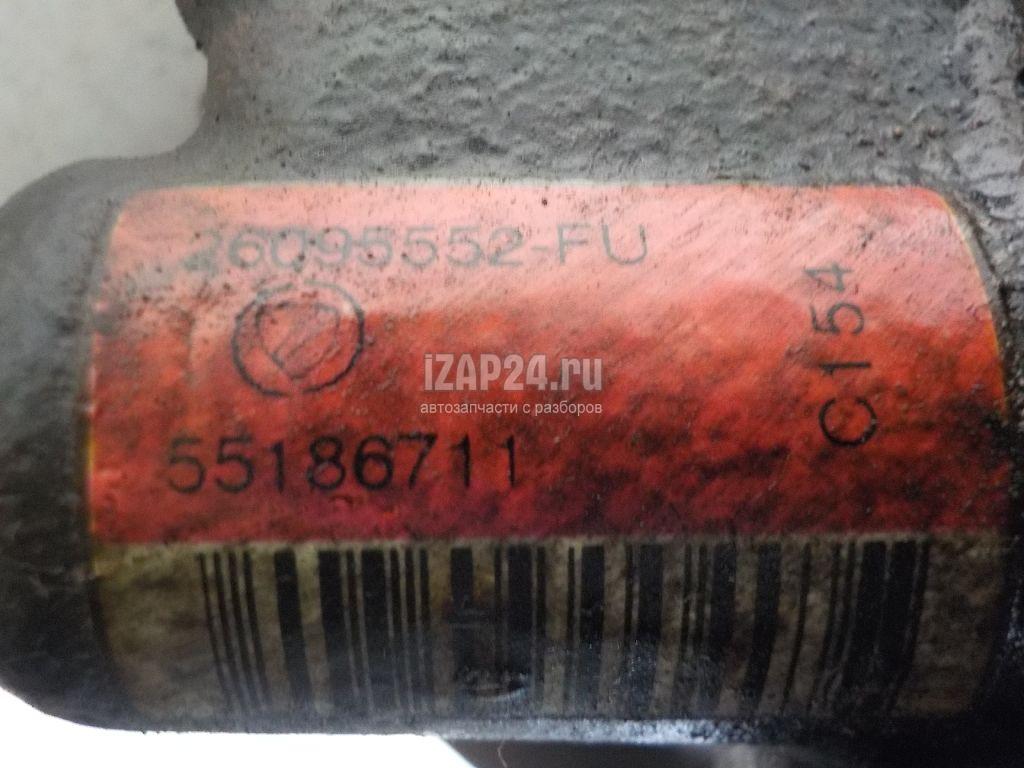 26095552-FU
C154
iZAP24.ru
автозапчасти с разборов
55186711